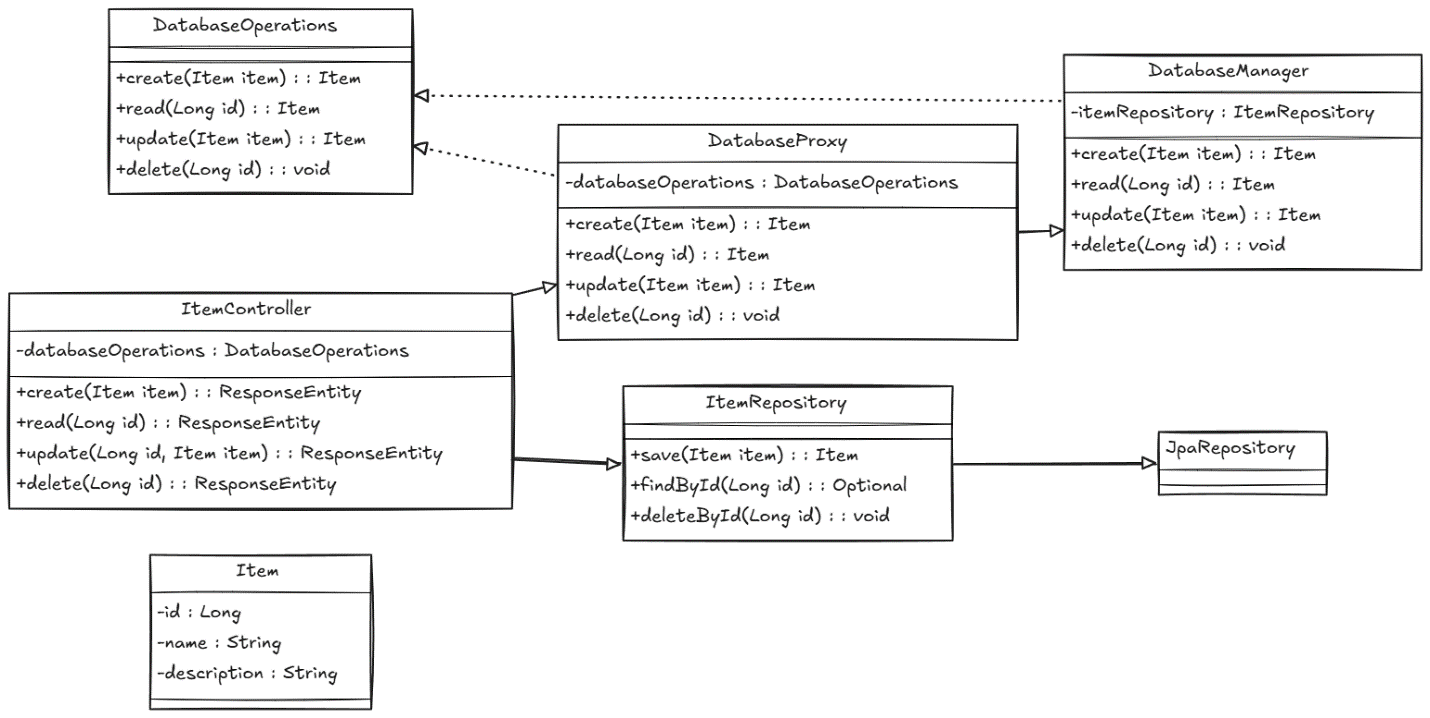 DatabaseOperations
+create(Item item) : : Item
+read(Long id) : : Item
+update(Item item) : : Item
+delete(Long id) : : void
DatabaseManager
-itemRepository : ItemRepository
+create(Item item) : : Item
+read(Long id) : : Item
+update(Item item) : : Item
+delete(Long id) : : void
DatabaseProxy
-databaseOperations : DatabaseOperations
+create(Item item) : : Item
+read(Long id) : : Item
+update(Item item) : : Item
+delete(Long id) : : void
ItemController
-databaseOperations : DatabaseOperations
+create(Item item) : : ResponseEntity
+read(Long id) : : ResponseEntity
+update(Long id, Item item) : : ResponseEntity
+delete(Long id) : : ResponseEntity
ItemRepository
+save(Item item) : : Item
+findById(Long id) : : Optional
+deleteById(Long id) : : void
JpaRepository
Item
-id : Long
-name : String
-description : String